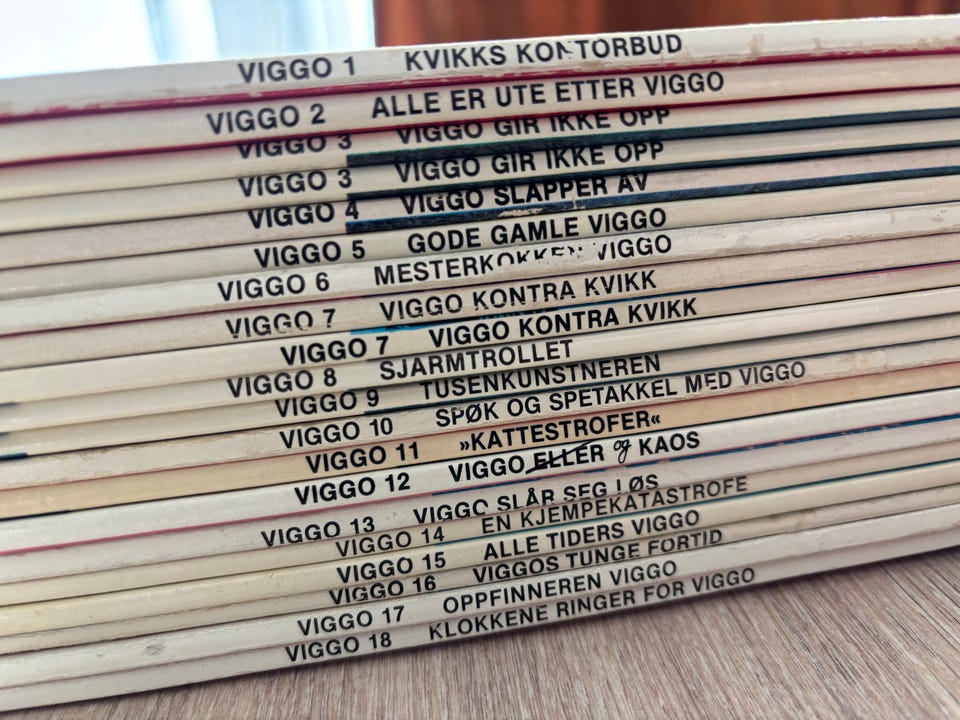 VIGGO 1 KVIKKS KONTORBUD
VIGGO 2 ALLE ER UTE ETTER VIGGO
VIGGO 3 VIGGO GIR IKKE OPP
VIGGO 3 VIGGO GIR IKKE OPP
VIGGO 4 VIGGO SLAPPER AV
VIGGO 5 GODE GAMLE VIGGO
VIGGO 6 MESTERKOKKEN VIGGO
VIGGO 7 VIGGO KONTRA KVIKK
VIGGO 7 VIGGO KONTRA KVIKK
VIGGO 8 SJARMTROLLET
VIGGO 9 TUSENKUNSTNEREN
VIGGO 10 SPØK OG SPETAKKEL MED VIGGO
VIGGO 11 »KATTESTROFER«
VIGGO 12 VIGGO ELLER og KAOS
VIGGO 13 VIGGO SLÅR SEG LØS
VIGGO 14 EN KJEMPEKATASTROFE
VIGGO 15 ALLE TIDERS VIGGO
VIGGO 16 VIGGOS TUNGE FORTID
VIGGO 17 OPPFINNEREN VIGGO
VIGGO 18 KLOKKENE RINGER FOR VIGGO